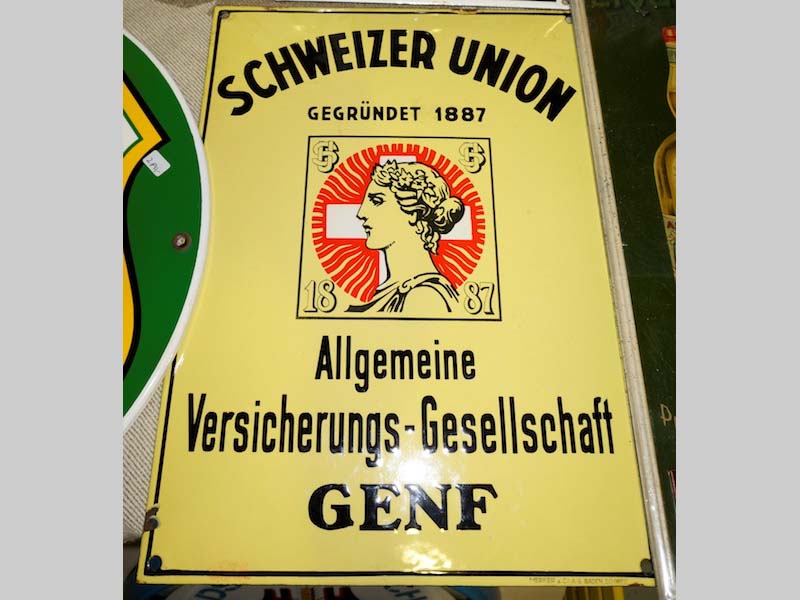 SCHWEIZER UNION
GEGRÜNDET 1887
18 87
Allgemeine
Versicherungs-Gesellschaft
GENF